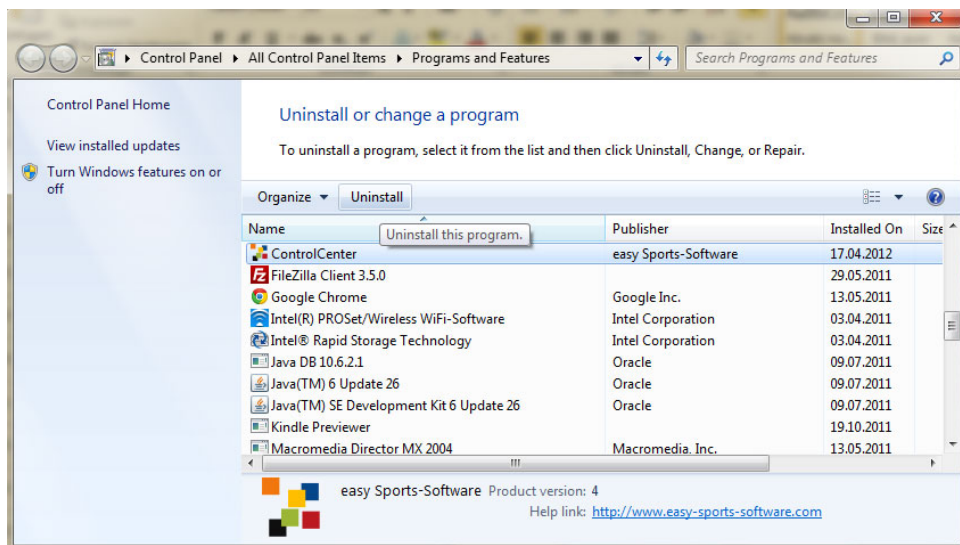 Control Panel All Control Panel Items Programs and Features Search Programs and Features
Control Panel Home
View installed updates
Turn Windows features on or
off
Uninstall or change a program
To uninstall a program, select it from the list and then click Uninstall, Change, or Repair.
Organize Uninstall
Name Publisher Installed On Size
Uninstall this program.
ControlCenter easy Sports-Software 17.04.2012
FileZilla Client 3.5.0 29.05.2011
Google Chrome Google Inc. 13.05.2011
Intel(R) PROSet/Wireless WiFi-Software Intel Corporation 03.04.2011
Intel® Rapid Storage Technology Intel Corporation 03.04.2011
Java DB 10.6.2.1 Oracle 09.07.2011
Java(TM) 6 Update 26 Oracle 09.07.2011
Java(TM) SE Development Kit 6 Update 26 Oracle 09.07.2011
Kindle Previewer 19.10.2011
Macromedia Director MX 2004 Macromedia, Inc. 13.05.2011
easy Sports-Software Product version: 4
Help link: http://www.easy-sports-software.com